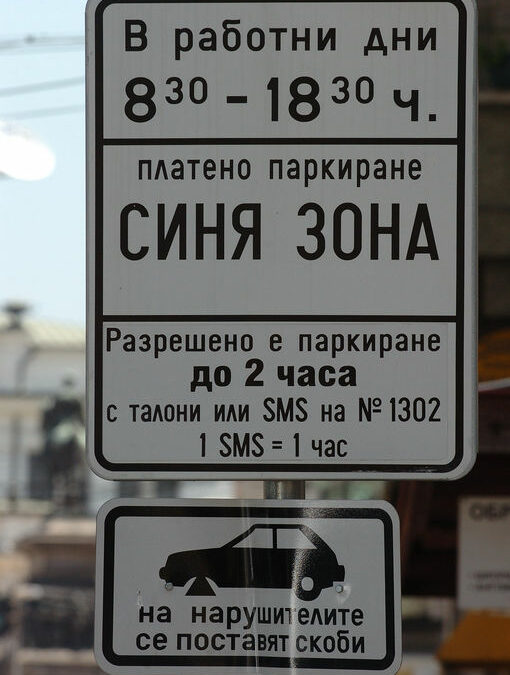 В работни дни
8³⁰ - 18³⁰ ч.
платено паркиране
СИНЯ ЗОНА
Разрешено е паркиране
до 2 часа
с талони или SMS на № 1302
1 SMS = 1 час
на нарушителите
се поставят скоби